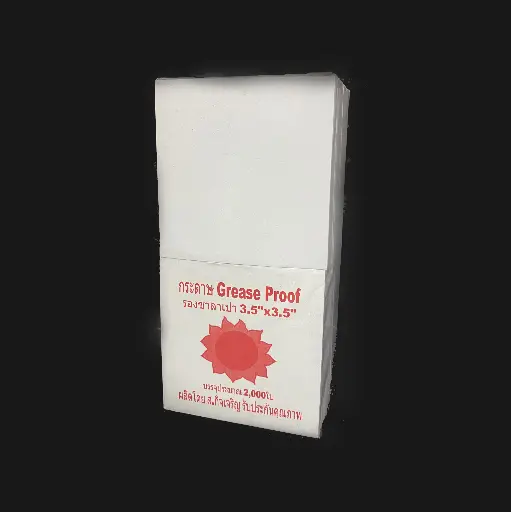 กระดาษ Grease Proof
รองซาลาเปา 3.5"x3.5"
บรรจุประมาณ 2,000ใบ
ผลิตโดย ส.กิจเจริญ รับประกันคุณภาพ